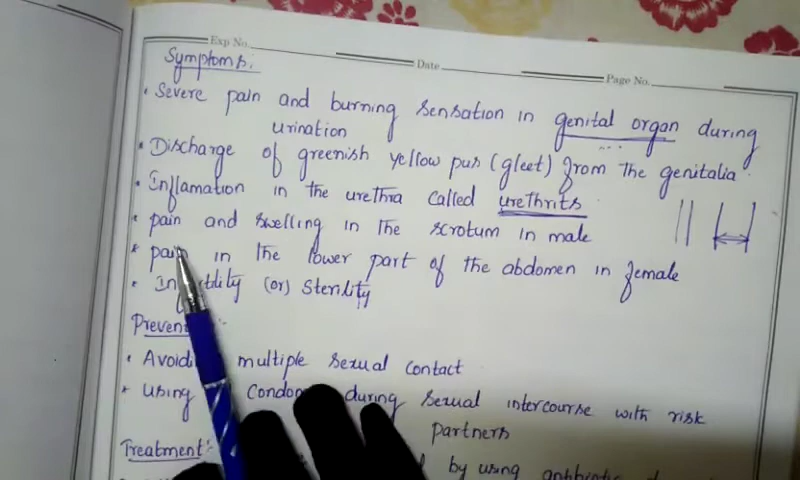 Exp No.
Date
Page No.
Symptoms.
• Severe pain and burning sensation in genital organ during
urination
• Discharge of greenish yellow pus (gleet) from the genitalia.
• Inflamation in the urethra called urethrits
* pain and swelling in the scrotum in male
* pain in the lower part of the abdomen in female
• (or) Sterility
• multiple sexual contact
* using during sexual intercourse with risk
partners
Treatment:
by using